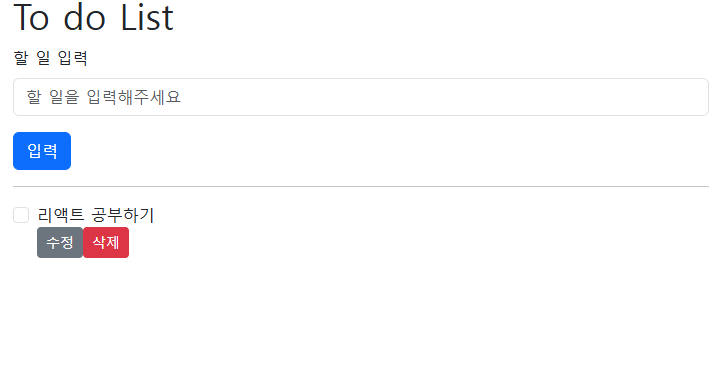 To do List
할 일 입력
할 일을 입력해주세요
입력
리액트 공부하기
수정 삭제